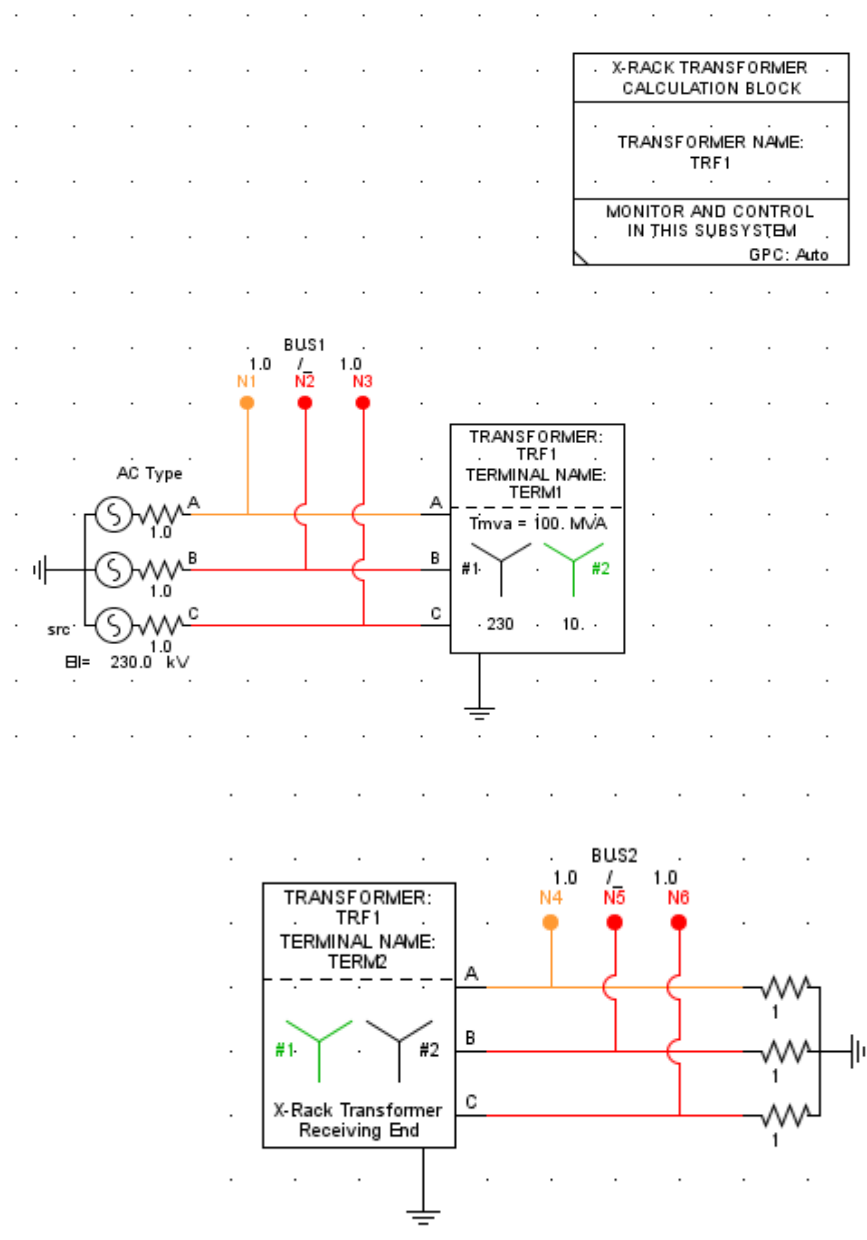 X-RACK TRANSFORMER
CALCULATION BLOCK
TRANSFORMER NAME:
TRF1
MONITOR AND CONTROL
IN THIS SUBSYSTEM
GPC: Auto
BUS1
1.0 /_ 1.0
N1 N2 N3
AC Type
A
1.0
B
1.0
C
1.0
src
El= 230.0 kV
TRANSFORMER:
TRF1
TERMINAL NAME:
TERM1
A
Tmva = 100. MVA
B
#1 #2
C
230 10.
BUS2
1.0 /_ 1.0
N4 N5 N6
TRANSFORMER:
TRF1
TERMINAL NAME:
TERM2
A
#1 #2
B
X-Rack Transformer
Receiving End
C
1
1
1